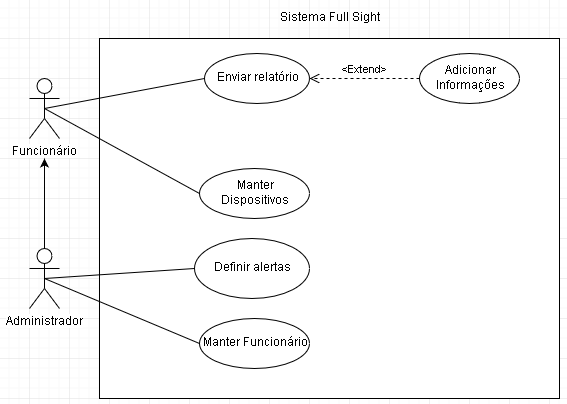 Sistema Full Sight
Enviar relatório
<Extend>
Adicionar
Informações
Funcionário
Manter
Dispositivos
Definir alertas
Administrador
Manter Funcionário